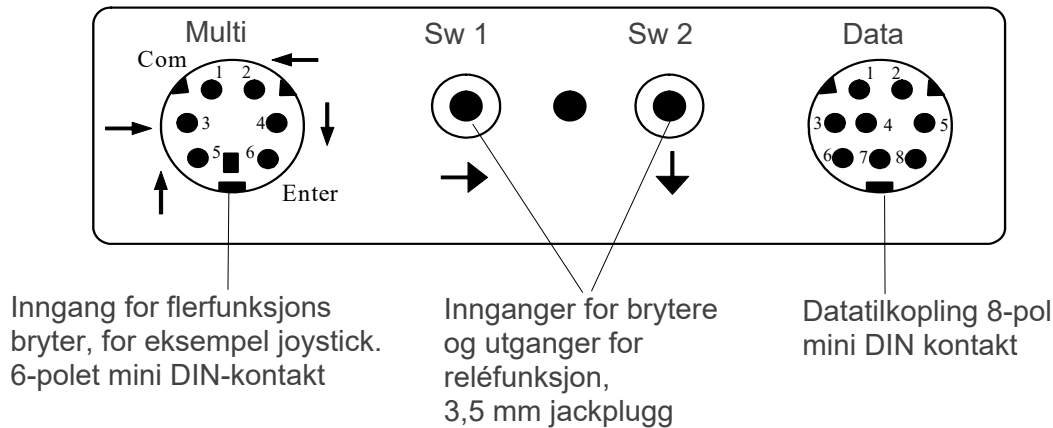 Multi
Sw 1
Sw 2
Data
Com
1 2
3 4
5 6
Enter
1 2
3 4 5
6 7 8
Inngang for flerfunksjons
bryter, for eksempel joystick.
6-polet mini DIN-kontakt
Innganger for brytere
og utganger for
reléfunksjon,
3,5 mm jackplugg
Datatilkopling 8-pol
mini DIN kontakt